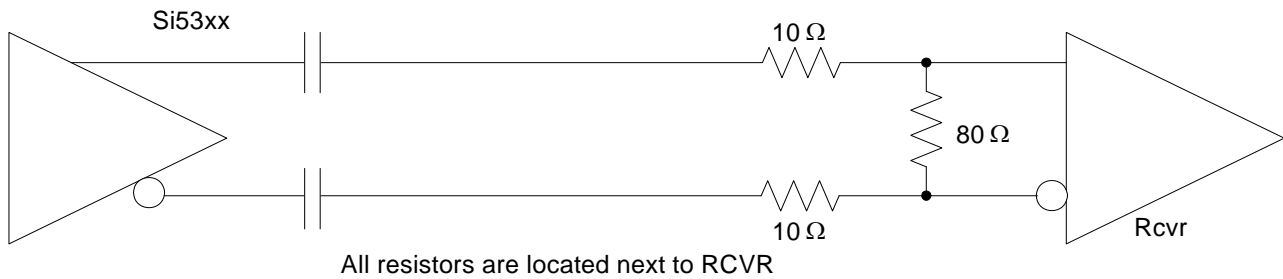 Si53xx
10 Ω
80 Ω
10 Ω
Rcvr
All resistors are located next to RCVR